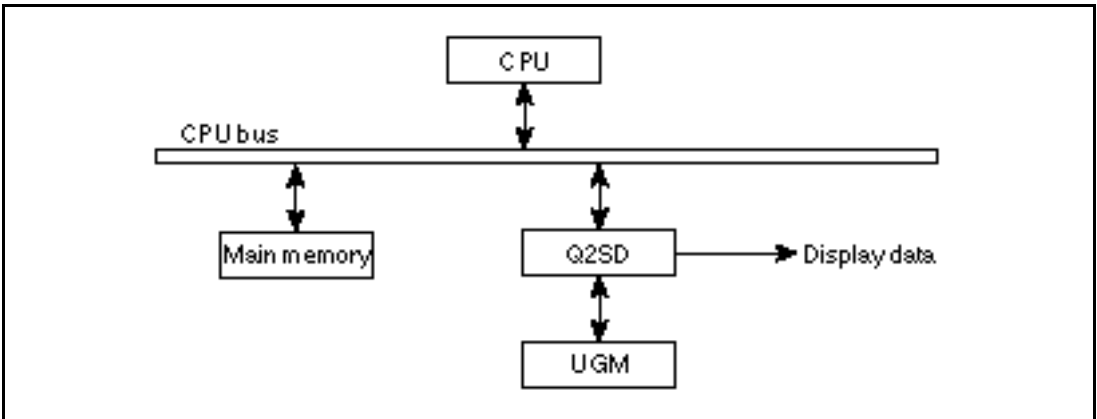 CPU
CPU bus
Main memory
Q2SD
Display data
UGM